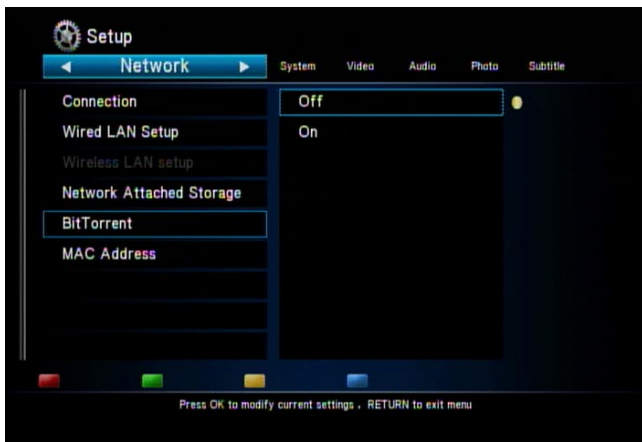 Setup
Network System Video Audio Photo Subtitle
Connection Off
Wired LAN Setup On
Wireless LAN setup
Network Attached Storage
BitTorrent
MAC Address
Press OK to modify current settings , RETURN to exit menu